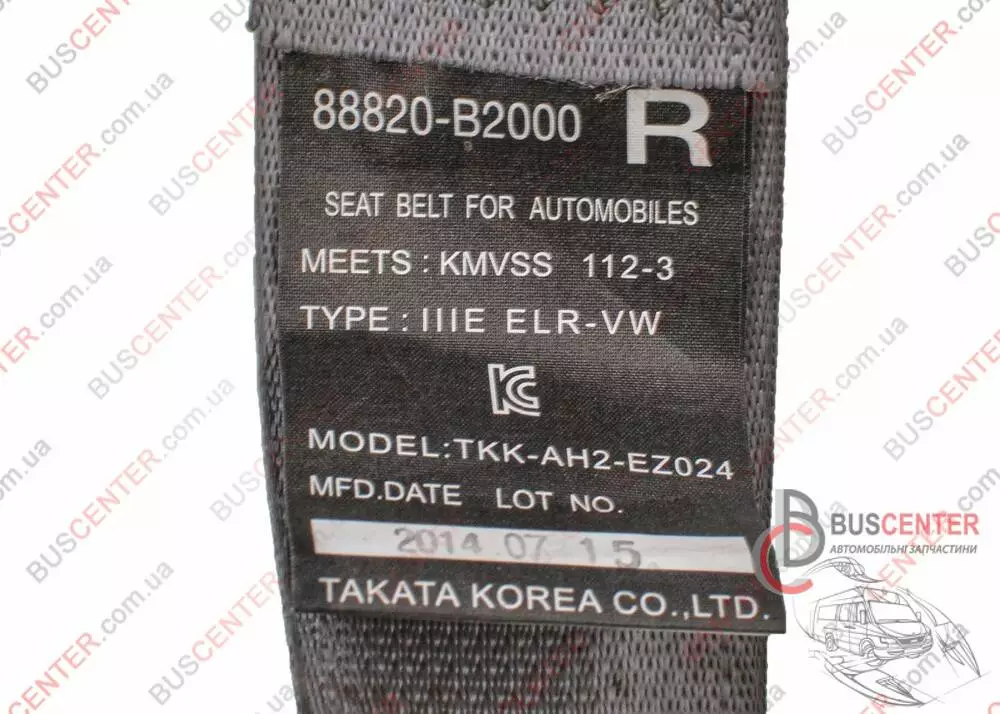 88820-B2000 R
SEAT BELT FOR AUTOMOBILES
MEETS : KMVSS 112-3
TYPE : IIIE ELR-VW
KC
MODEL:TKK-AH2-EZ024
MFD.DATE LOT NO.
2014 07 15
TAKATA KOREA CO.,LTD.
BUSCENTER
АВТОМОБІЛЬНІ ЗАПЧАСТИНИ
BUSCENTER.com.ua